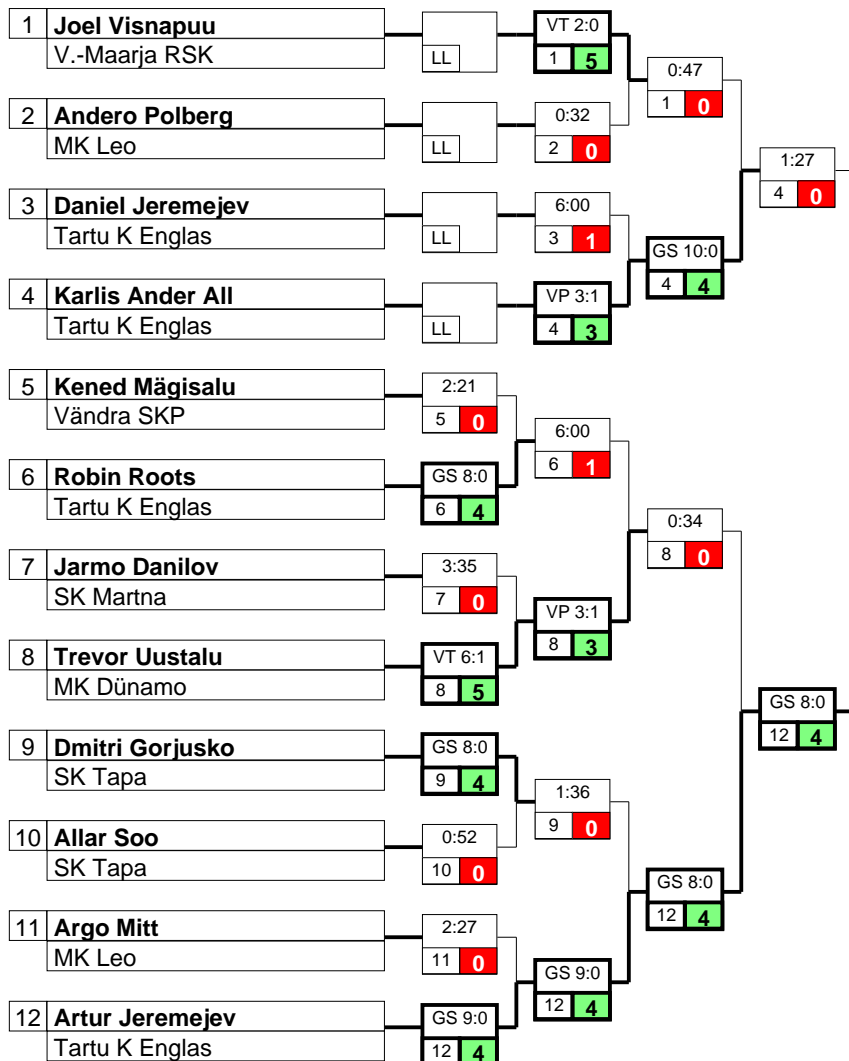 1 Joel Visnapuu VT 2:0
V.-Maarja RSK LL 1 5 0:47
1 0
2 Andero Polberg 0:32
MK Leo LL 2 0 1:27
4 0
3 Daniel Jeremejev 6:00
Tartu K Englas LL 3 1 GS 10:0
4 4
4 Karlis Ander All VP 3:1
Tartu K Englas LL 4 3
5 Kened Mägisalu 2:21
Vändra SKP 5 0 6:00
6 1
6 Robin Roots GS 8:0
Tartu K Englas 6 4 0:34
8 0
7 Jarmo Danilov 3:35
SK Martna 7 0 VP 3:1
8 3
8 Trevor Uustalu VT 6:1
MK Dünamo 8 5 GS 8:0
12 4
9 Dmitri Gorjusko GS 8:0
SK Tapa 9 4 1:36
9 0
10 Allar Soo 0:52
SK Tapa 10 0 GS 8:0
12 4
11 Argo Mitt 2:27
MK Leo 11 0 GS 9:0
12 4
12 Artur Jeremejev GS 9:0
Tartu K Englas 12 4